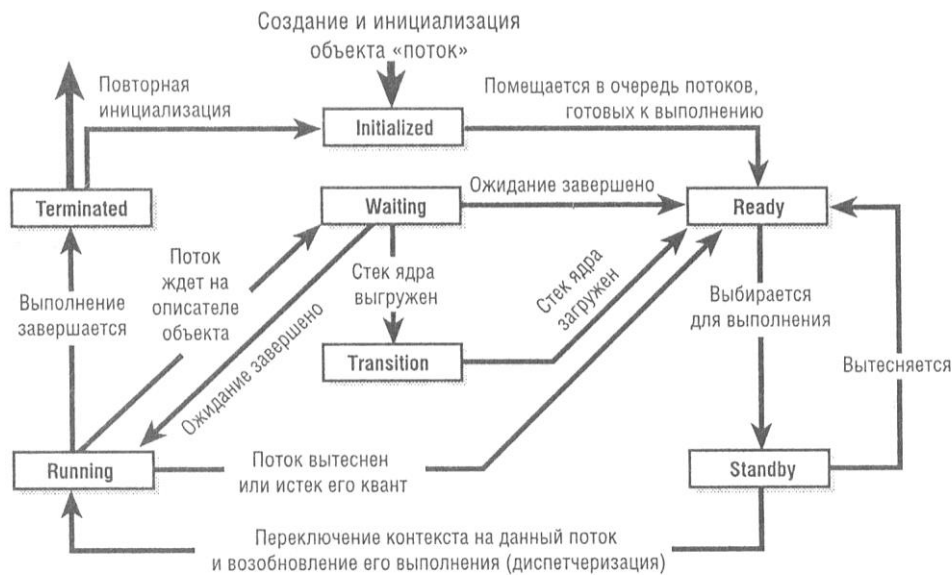 Создание и инициализация
объекта «поток»
Повторная
инициализация
Помещается в очередь потоков,
готовых к выполнению
Initialized
Ожидание завершено
Terminated
Waiting
Ready
Поток
ждет на
описателе
объекта
Стек ядра
выгружен
Стек ядра
загружен
Выбирается
для выполнения
Выполнение
завершается
Ожидание завершено
Transition
Вытесняется
Running
Поток вытеснен
или истек его квант
Standby
Переключение контекста на данный поток
и возобновление его выполнения (диспетчеризация)